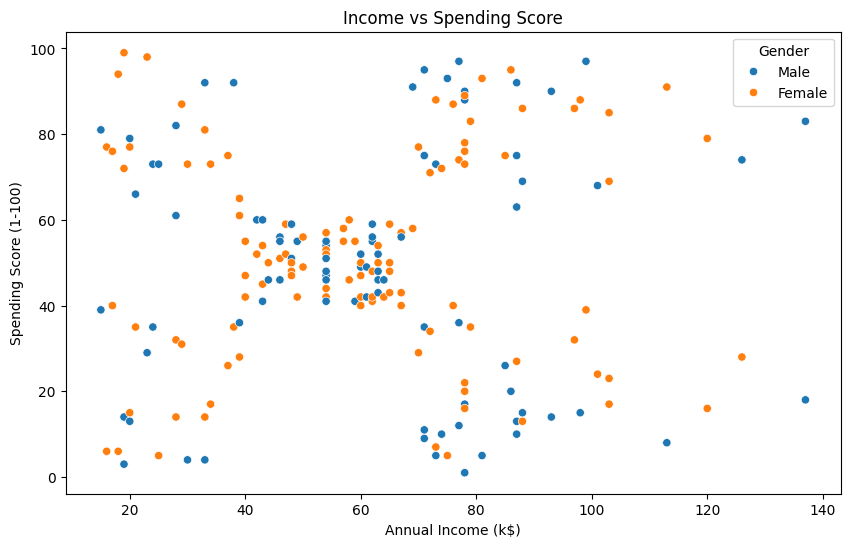 Income vs Spending Score
Gender
Male
Female
Spending Score (1-100)
100
80
60
40
20
0
20 40 60 80 100 120 140
Annual Income (k$)